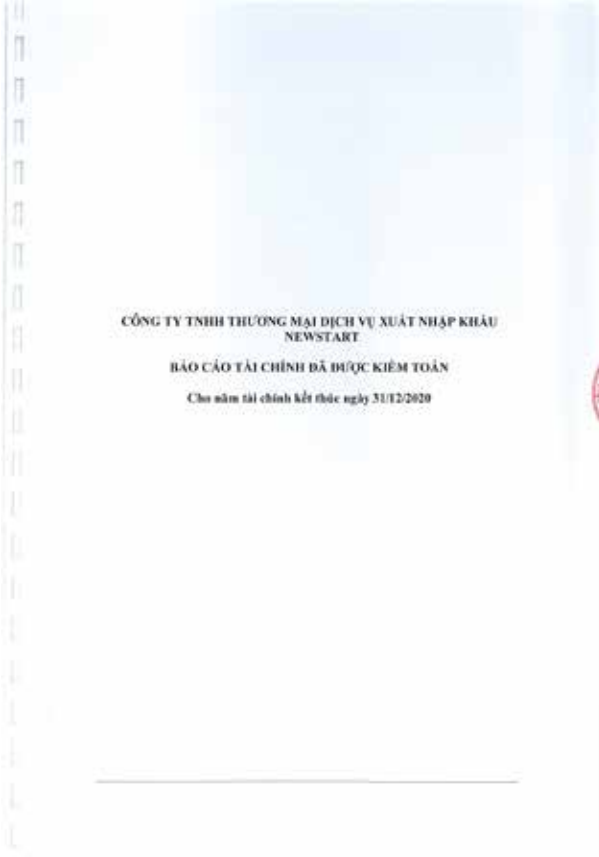 CÔNG TY TNHH THƯƠNG MẠI DỊCH VỤ XUẤT NHẬP KHẨU
NEWSTART
BÁO CÁO TÀI CHÍNH ĐÃ ĐƯỢC KIỂM TOÁN
Cho năm tài chính kết thúc ngày 31/12/2020